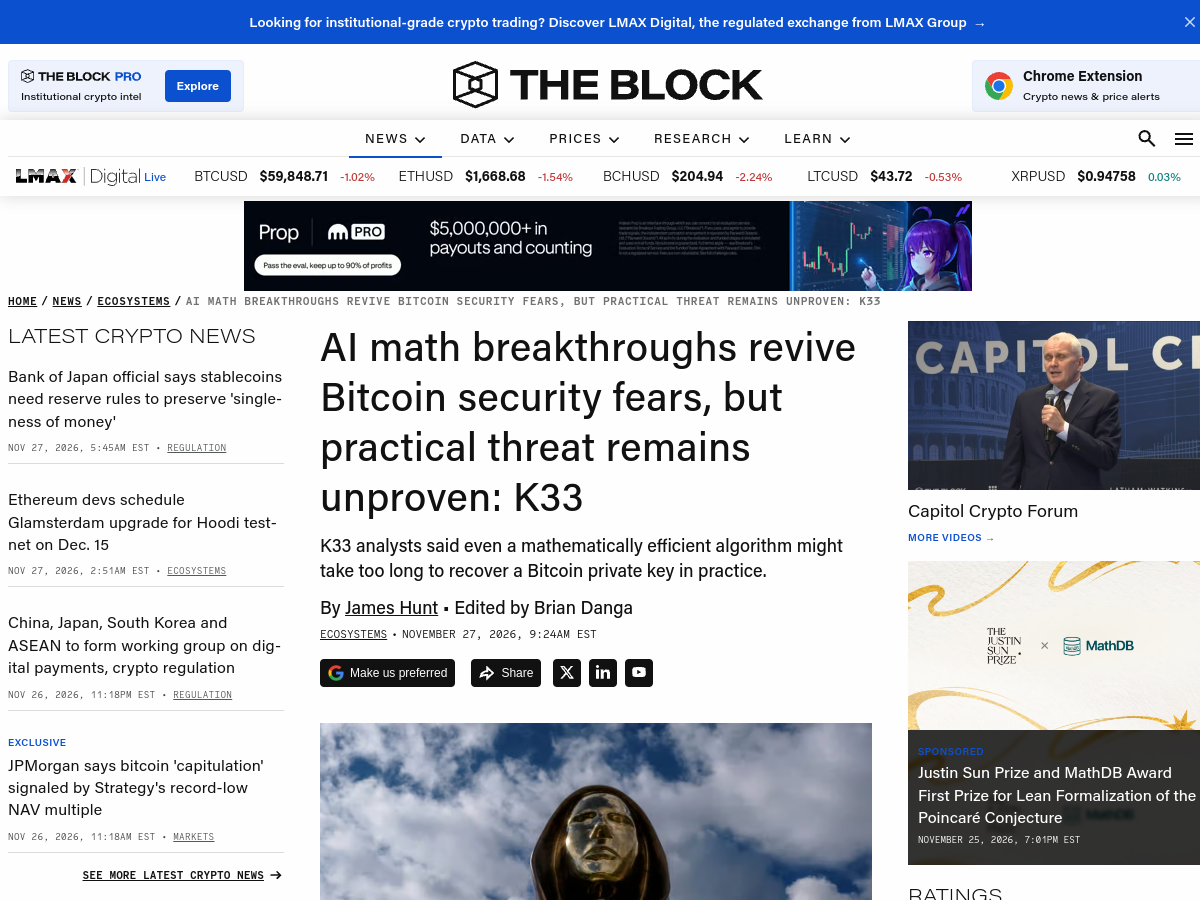 Looking for institutional-grade crypto trading? Discover LMAX Digital, the regulated exchange from LMAX Group →
THE BLOCK PRO
Institutional crypto intel
Explore
THE BLOCK
Chrome Extension
Crypto news & price alerts
NEWS DATA PRICES RESEARCH LEARN
LMAX Digital Live BTCUSD $59,848.71 -1.02% ETHUSD $1,668.68 -1.54% BCHUSD $204.94 -2.24% LTCUSD $43.72 -0.53% XRPUSD $0.94758 0.03%
Prop PRO
Pass the eval, keep up to 90% of profits
$5,000,000+ in
payouts and counting
HOME / NEWS / ECOSYSTEMS / AI MATH BREAKTHROUGHS REVIVE BITCOIN SECURITY FEARS, BUT PRACTICAL THREAT REMAINS UNPROVEN: K33
LATEST CRYPTO NEWS
Bank of Japan official says stablecoins
need reserve rules to preserve 'single-
ness of money'
NOV 27, 2026, 5:45AM EST • REGULATION
Ethereum devs schedule
Glamsterdam upgrade for Hoodi test-
net on Dec. 15
NOV 27, 2026, 2:51AM EST • ECOSYSTEMS
China, Japan, South Korea and
ASEAN to form working group on dig-
ital payments, crypto regulation
NOV 26, 2026, 11:18PM EST • REGULATION
EXCLUSIVE
JPMorgan says bitcoin 'capitulation'
signaled by Strategy's record-low
NAV multiple
NOV 26, 2026, 11:18AM EST • MARKETS
SEE MORE LATEST CRYPTO NEWS →
AI math breakthroughs revive
Bitcoin security fears, but
practical threat remains
unproven: K33
K33 analysts said even a mathematically efficient algorithm might
take too long to recover a Bitcoin private key in practice.
By James Hunt • Edited by Brian Danga
ECOSYSTEMS • NOVEMBER 27, 2026, 9:24AM EST
Make us preferred
Share
CAPITOL C
Capitol Crypto Forum
MORE VIDEOS →
THE
JUSTIN
SUN
PRIZE
× MathDB
SPONSORED
Justin Sun Prize and MathDB Award
First Prize for Lean Formalization of the
Poincaré Conjecture
NOVEMBER 25, 2026, 7:01PM EST
RATINGS